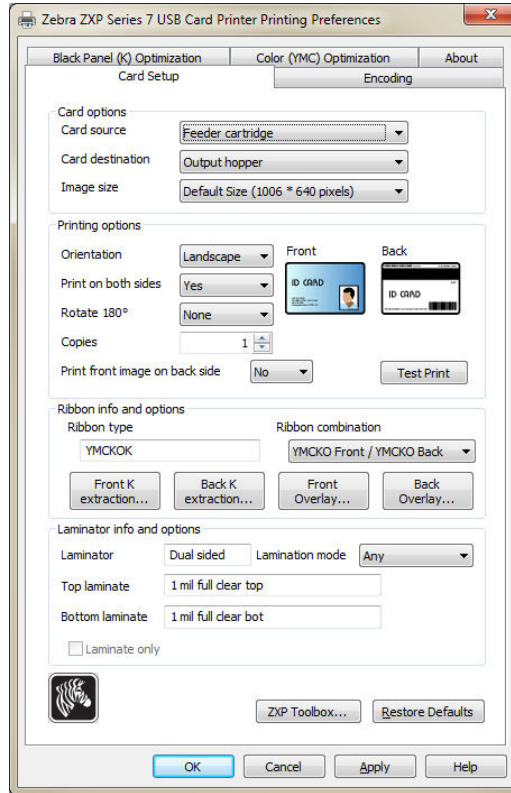 Zebra ZXP Series 7 USB Card Printer Printing Preferences
Black Panel (K) Optimization Color (YMC) Optimization About
Card Setup Encoding
Card options
Card source Feeder cartridge
Card destination Output hopper
Image size Default Size (1006 * 640 pixels)
Printing options
Orientation Landscape Front Back
Print on both sides Yes ID CARD ID CARD
Rotate 180° None
Copies 1
Print front image on back side No Test Print
Ribbon info and options
Ribbon type Ribbon combination
YMCKOK YMCKO Front / YMCKO Back
Front K extraction... Back K extraction... Front Overlay... Back Overlay...
Laminator info and options
Laminator Dual sided Lamination mode Any
Top laminate 1 mil full clear top
Bottom laminate 1 mil full clear bot
Laminate only
ZXP Toolbox... Restore Defaults
OK Cancel Apply Help